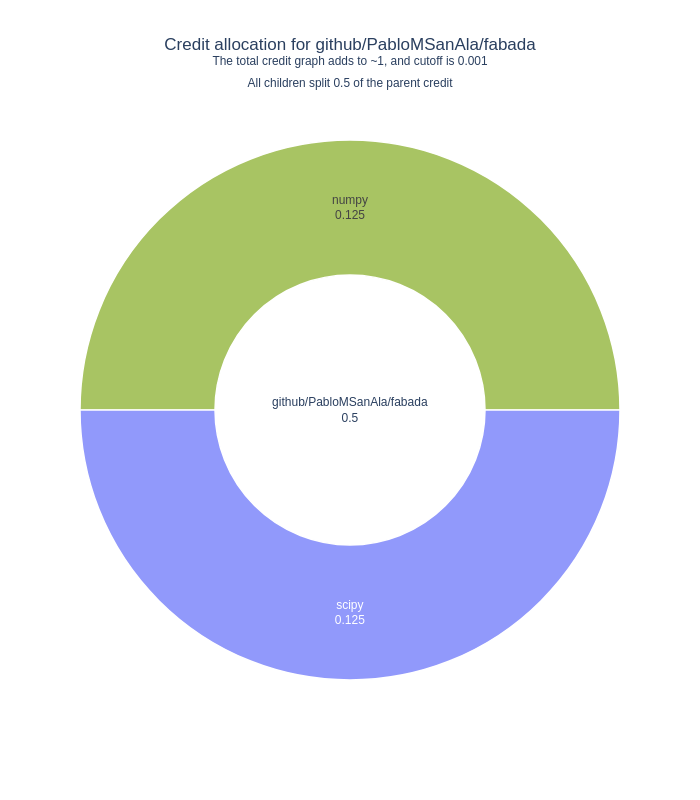 Credit allocation for github/PabloMSanAla/fabada
The total credit graph adds to ~1, and cutoff is 0.001
All children split 0.5 of the parent credit
numpy
0.125
github/PabloMSanAla/fabada
0.5
scipy
0.125